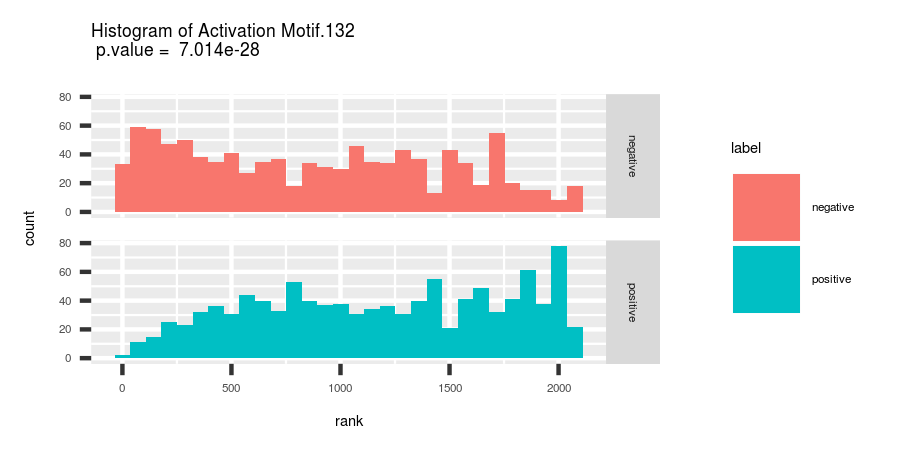 Histogram of Activation Motif.132
p.value = 7.014e-28
80
60
40
20
0
negative
80
60
40
20
0
positive
0 500 1000 1500 2000
rank
count
label
negative
positive